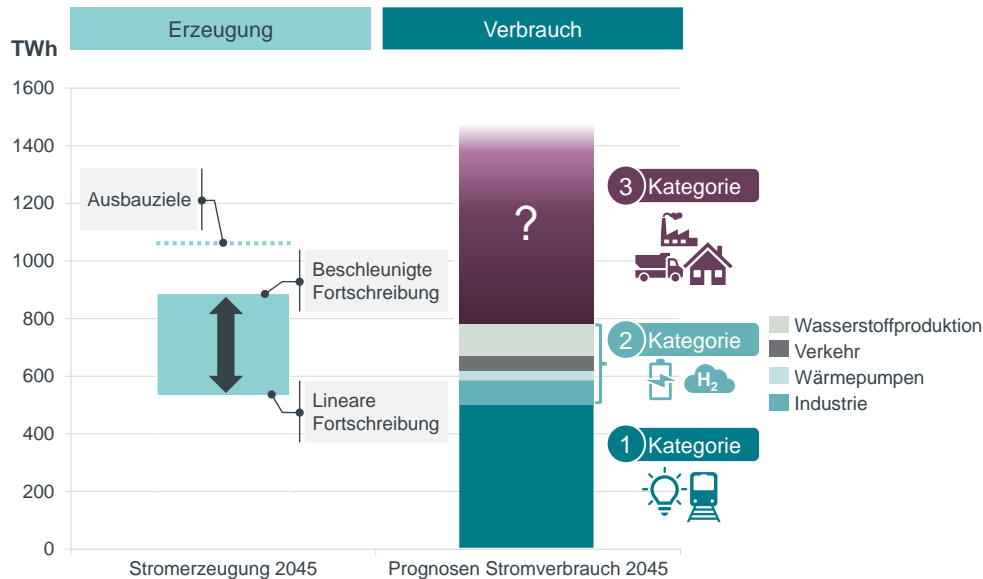 Erzeugung
Verbrauch
TWh
1600
1400
1200
1000
800
600
400
200
0
Ausbauziele
Beschleunigte
Fortschreibung
Lineare
Fortschreibung
?
3 Kategorie
2 Kategorie
H2
1 Kategorie
Wasserstoffproduktion
Verkehr
Wärmepumpen
Industrie
Stromerzeugung 2045
Prognosen Stromverbrauch 2045